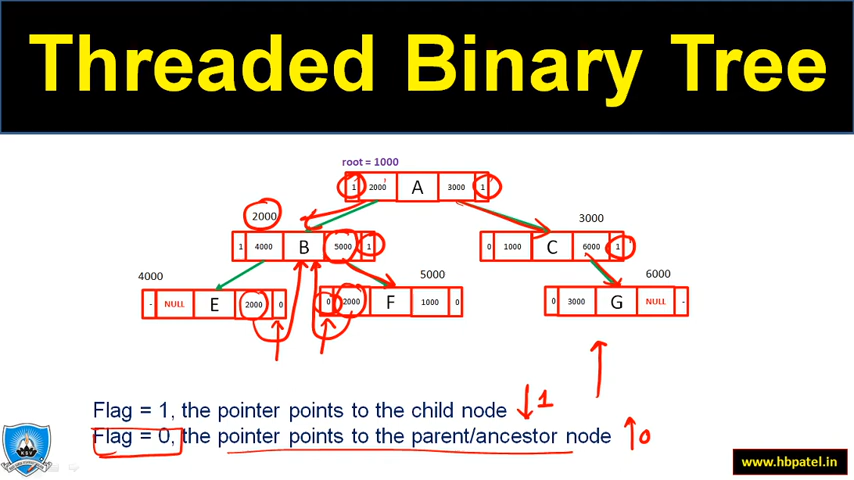 Threaded Binary Tree
root = 1000
1 2000 A 3000 1
2000
3000
1 4000 B 5000 1
0 1000 C 6000 1
4000
5000
6000
- NULL E 2000 0
0 2000 F 1000 0
0 3000 G NULL -
Flag = 1, the pointer points to the child node 1
Flag = 0, the pointer points to the parent/ancestor node 0
KSV
www.hbpatel.in